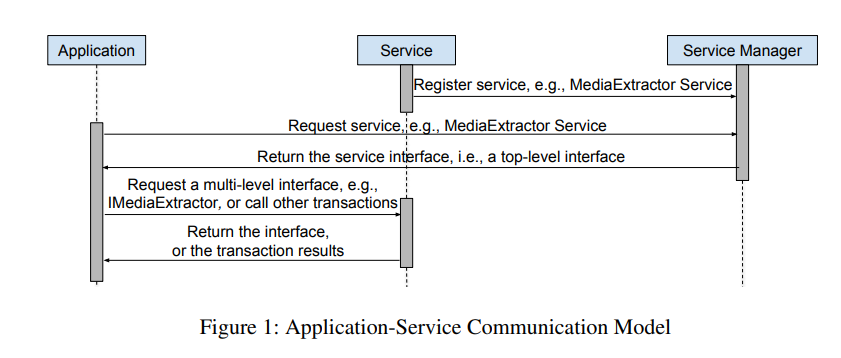 Application
Service
Service Manager
Register service, e.g., MediaExtractor Service
Request service, e.g., MediaExtractor Service
Return the service interface, i.e., a top-level interface
Request a multi-level interface, e.g.,
IMediaExtractor, or call other transactions
Return the interface,
or the transaction results
Figure 1: Application-Service Communication Model